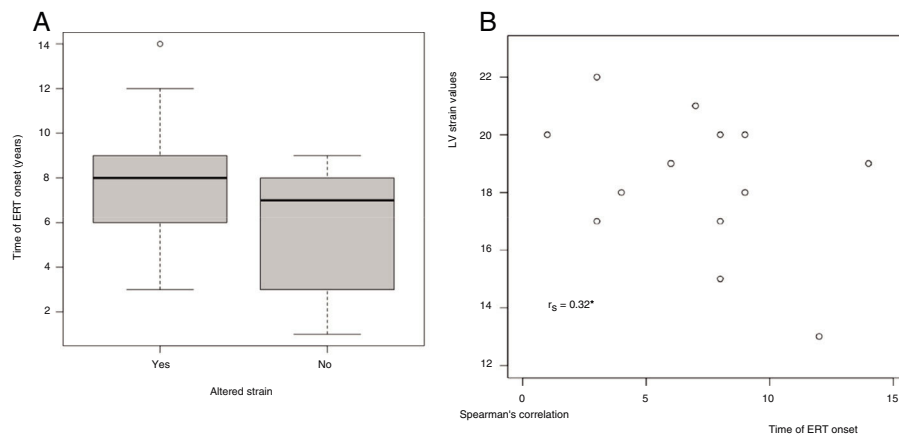 A
14
12
10
8
6
4
2
Time of ERT onset (years)
Yes
No
Altered strain
B
LV strain values
22
20
18
16
14
12
rS = 0.32*
0
5
10
15
Spearman's correlation
Time of ERT onset